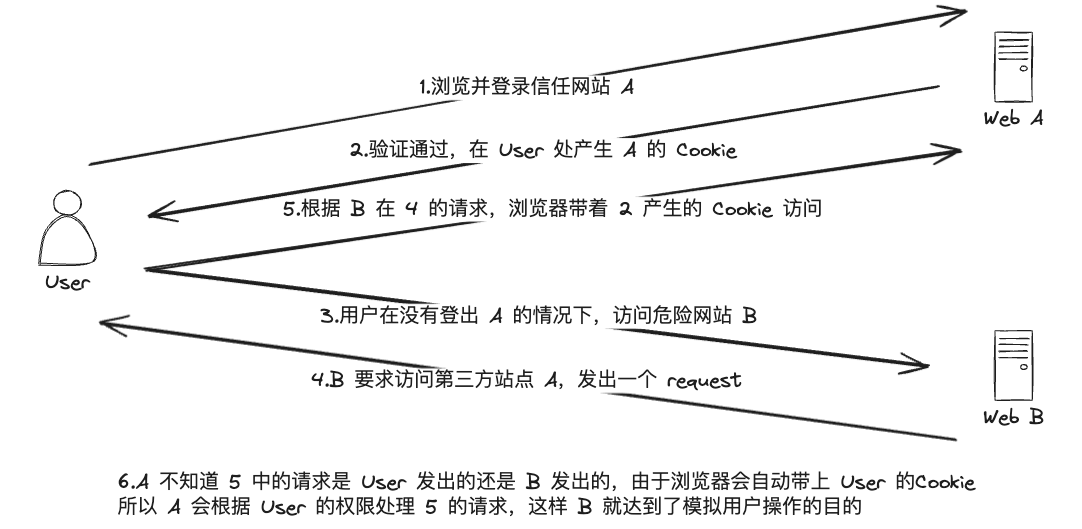 1.浏览并登录信任网站 A
Web A
2.验证通过，在 User 处产生 A 的 Cookie
5.根据 B 在 4 的请求，浏览器带着 2 产生的 Cookie 访问
User
3.用户在没有登出 A 的情况下，访问危险网站 B
4.B 要求访问第三方站点 A，发出一个 request
Web B
6.A 不知道 5 中的请求是 User 发出的还是 B 发出的，由于浏览器会自动带上 User 的Cookie
所以 A 会根据 User 的权限处理 5 的请求，这样 B 就达到了模拟用户操作的目的